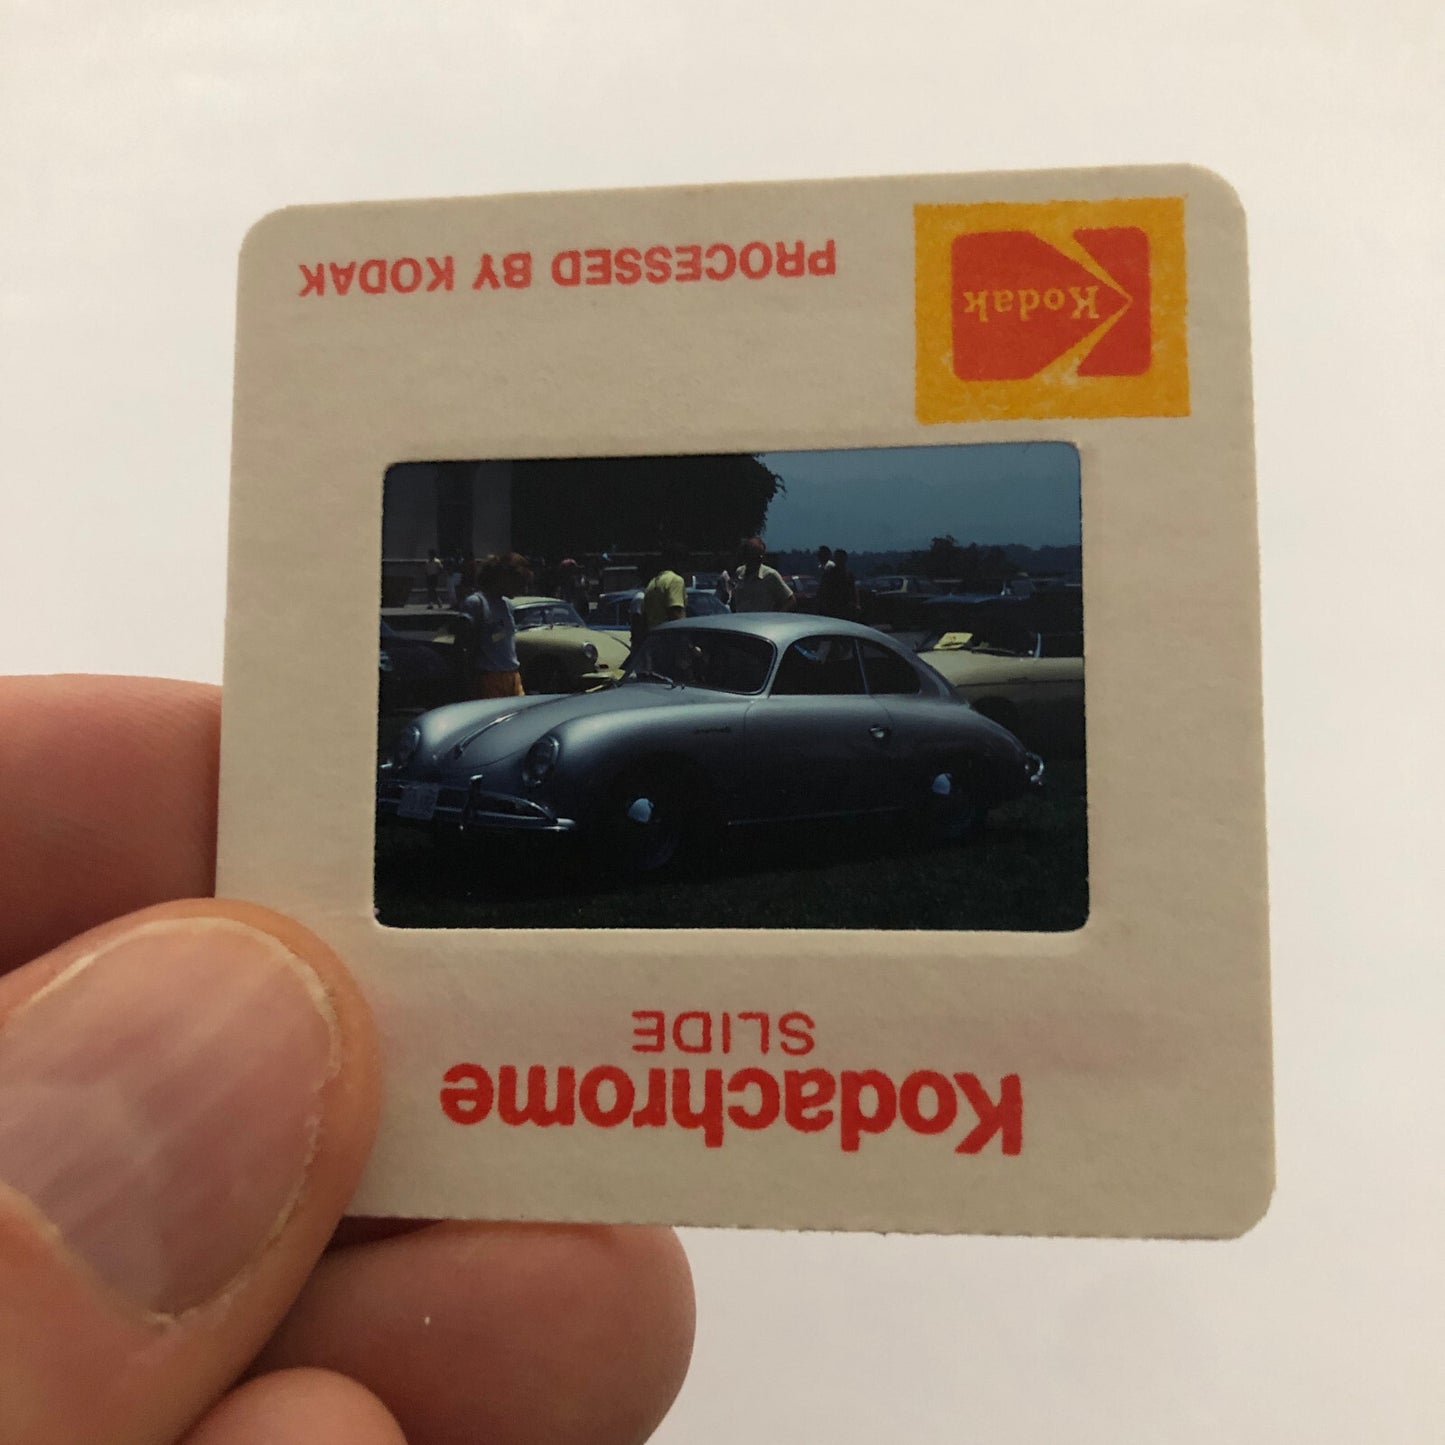 Kodachrome
SLIDE
Kodak
PROCESSED BY KODAK